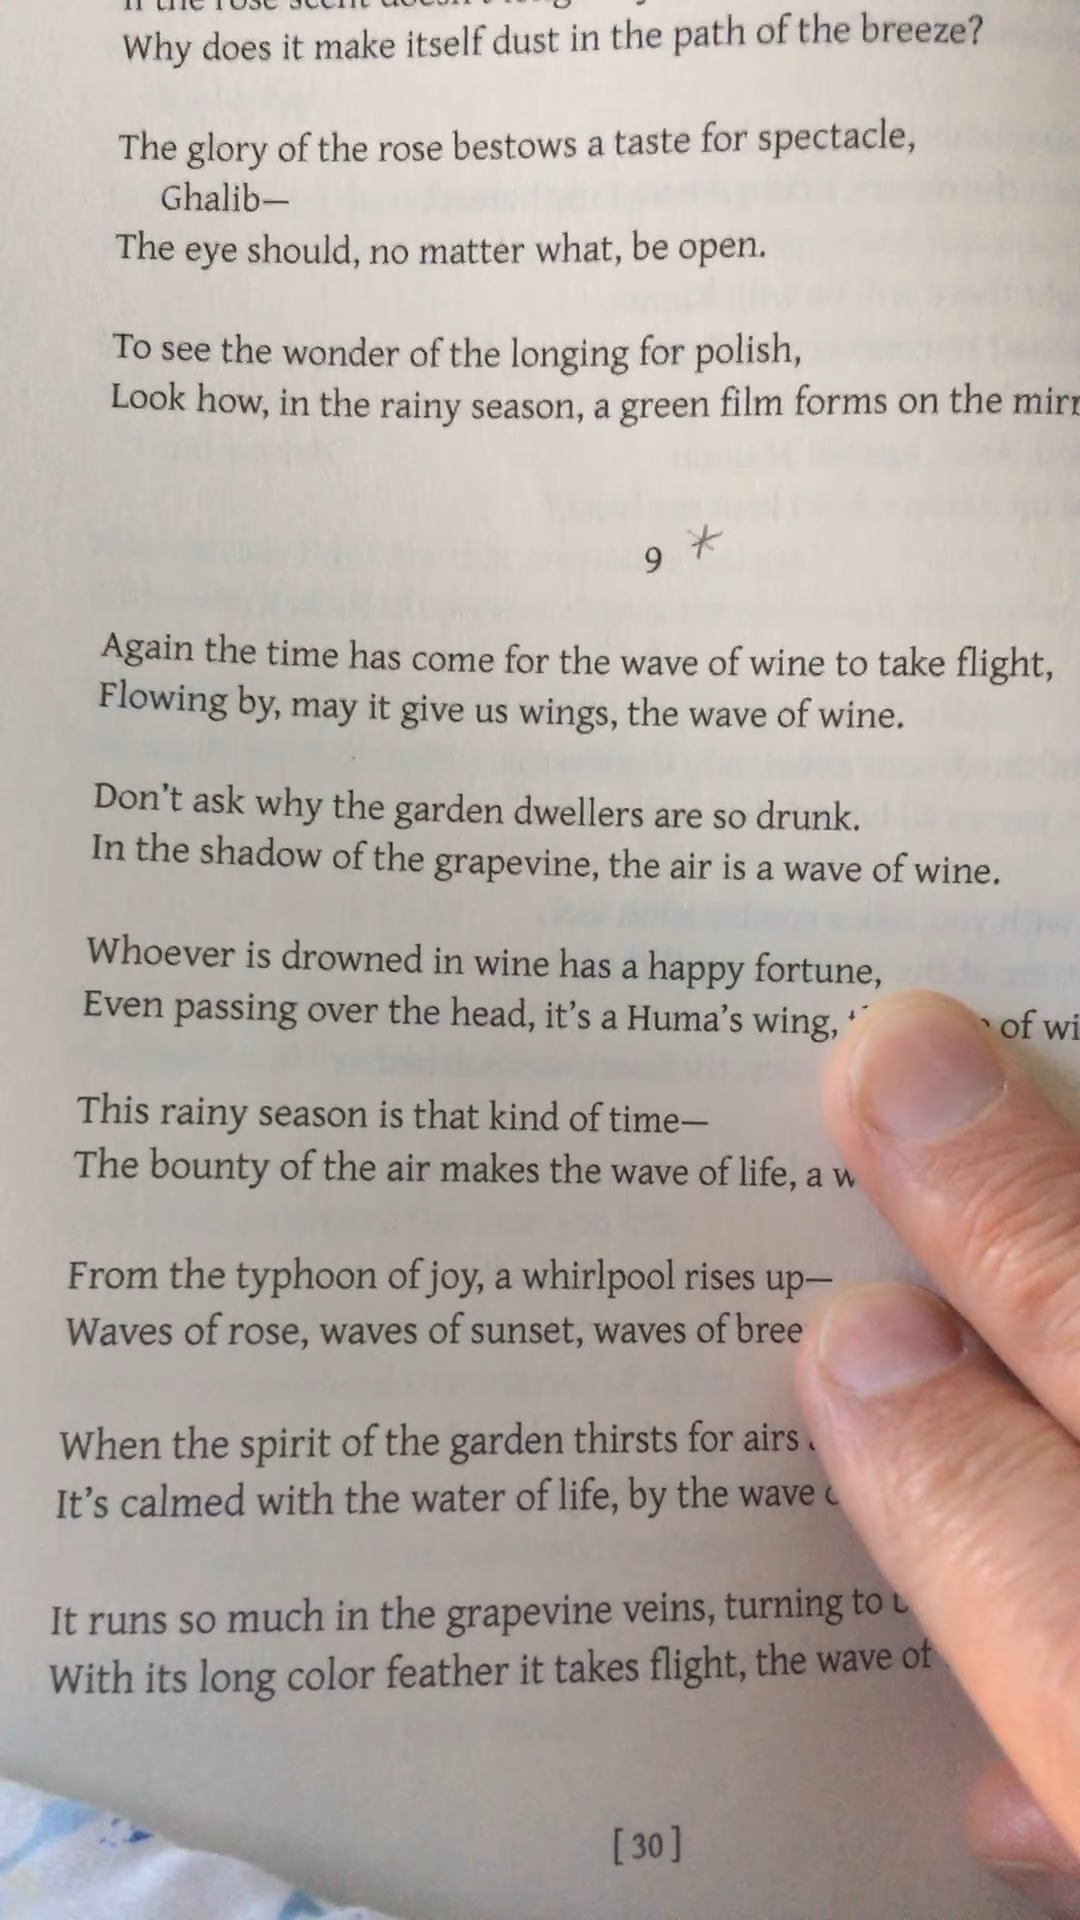 Why does it make itself dust in the path of the breeze?
The glory of the rose bestows a taste for spectacle,
Ghalib—
The eye should, no matter what, be open.
To see the wonder of the longing for polish,
Look how, in the rainy season, a green film forms on the
9 *
Again the time has come for the wave of wine to take flight,
Flowing by, may it give us wings, the wave of wine.
Don't ask why the garden dwellers are so drunk.
In the shadow of the grapevine, the air is a wave of wine.
Whoever is drowned in wine has a happy fortune,
Even passing over the head, it's a Huma's wing, of
This rainy season is that kind of time—
The bounty of the air makes the wave of life, a
From the typhoon of joy, a whirlpool rises up—
Waves of rose, waves of sunset, waves of
When the spirit of the garden thirsts for airs
It's calmed with the water of life, by the wave
It runs so much in the grapevine veins, turning to
With its long color feather it takes flight, the wave of
[ 30 ]